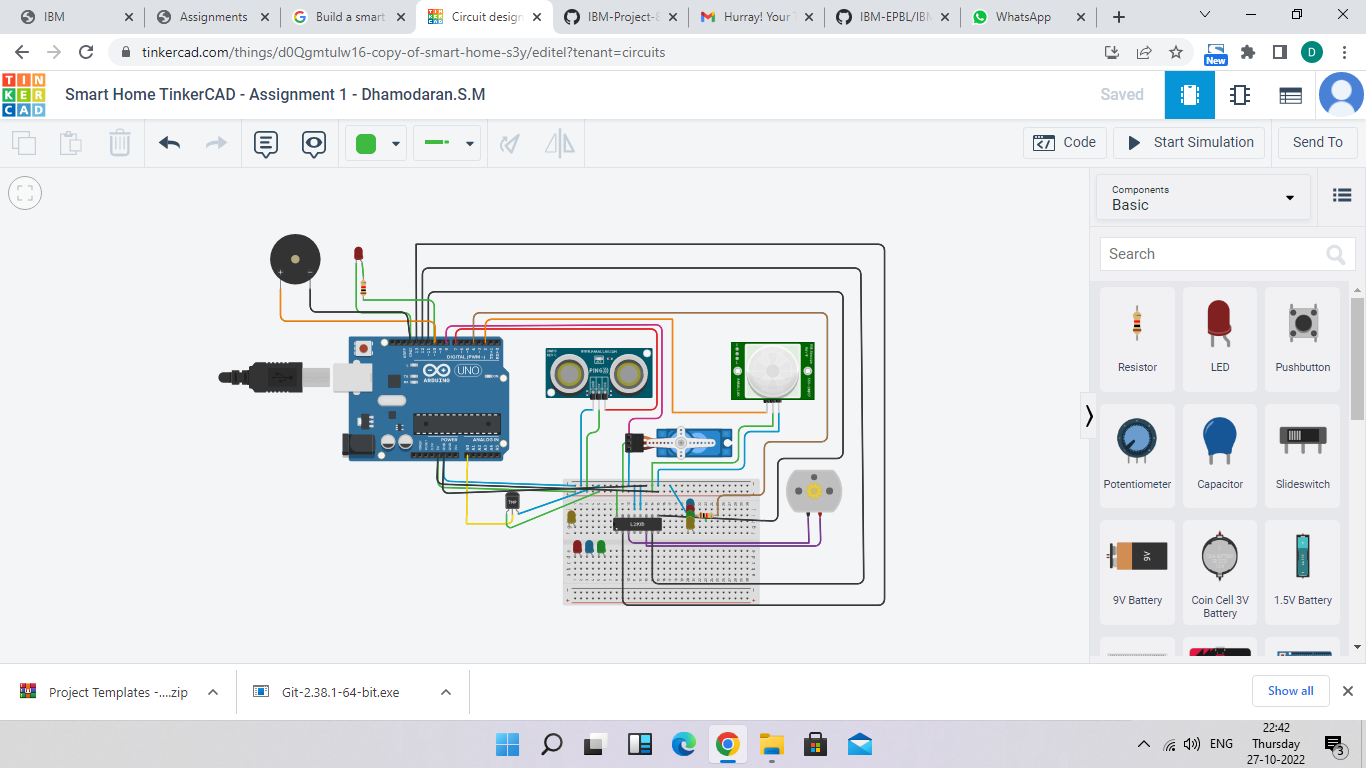 IBM
Assignments
Build a smart
Circuit design
IBM-Project-
Gmail Hurray! Your
IBM-EPBL/IBM
WhatsApp
tinkercad.com/things/d0Qgmtulw16-copy-of-smart-home-s3y/editel?tenant=circuits
New
D
TIN
KER
CAD
Smart Home TinkerCAD - Assignment 1 - Dhamodaran.S.M
Saved
Code
Start Simulation
Send To
Components
Basic
Search
Resistor
LED
Pushbutton
Potentiometer
Capacitor
Slideswitch
9V
9V Battery
Coin Cell 3V
Battery
1.5V Battery
DIGITAL (PWM~)
UNO
ARDUINO
POWER
ANALOG IN
PING)))
TMP
L293D
Project Templates -....zip
Git-2.38.1-64-bit.exe
Show all
ENG
22:42
Thursday
27-10-2022
3